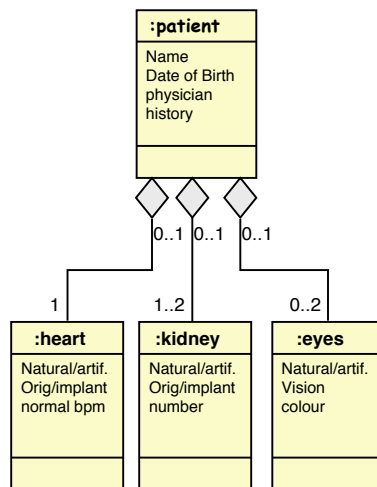 :patient
Name
Date of Birth
physician
history
0..1 0..1 0..1
1 1..2 0..2
:heart
Natural/artif.
Orig/implant
normal bpm
:kidney
Natural/artif.
Orig/implant
number
:eyes
Natural/artif.
Vision
colour